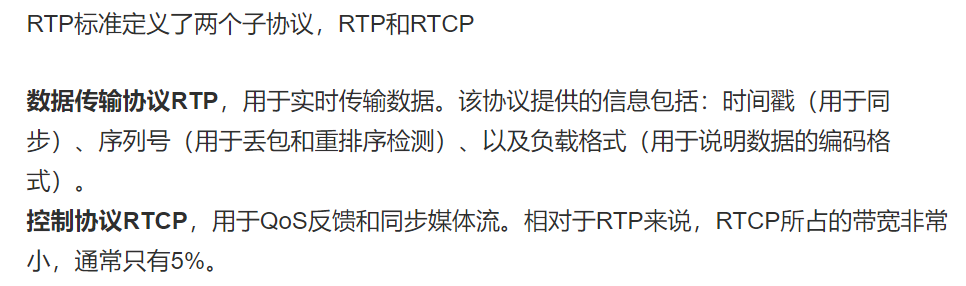 RTP标准定义了两个子协议，RTP和RTCP
数据传输协议RTP，用于实时传输数据。该协议提供的信息包括：时间戳（用于同
步）、序列号（用于丢包和重排序检测）、以及负载格式（用于说明数据的编码格
式）。
控制协议RTCP，用于QoS反馈和同步媒体流。相对于RTP来说，RTCP所占的带宽非常
小，通常只有5%。